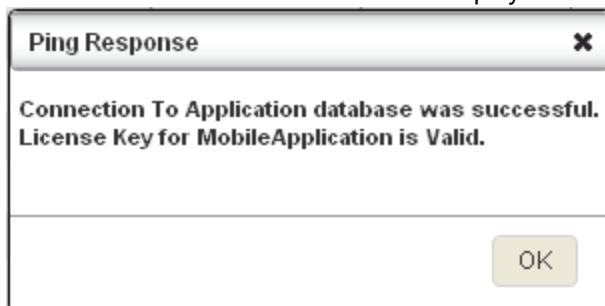 Ping Response
Connection To Application database was successful.
License Key for MobileApplication is Valid.
OK